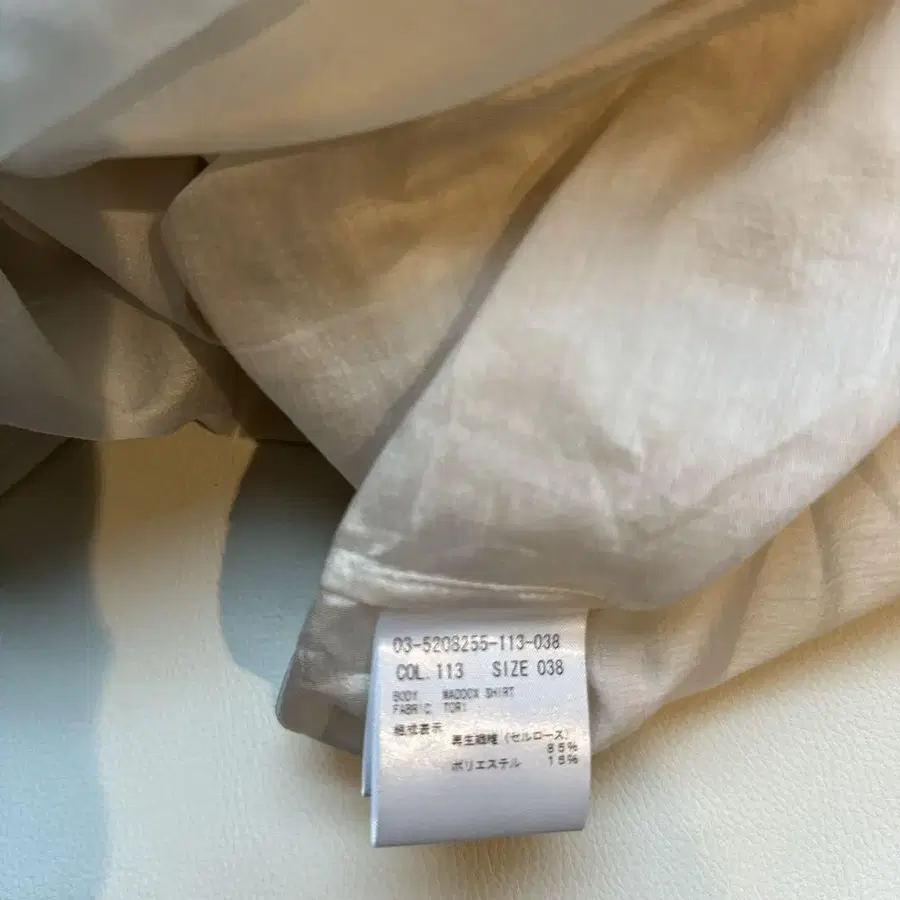 03-5208255-113-038
COL. 113 SIZE 038
BODY MADDOX SHIRT
FABRIC TORI
組成表示
再生繊維 (セルロース)
85%
ポリエステル 15%